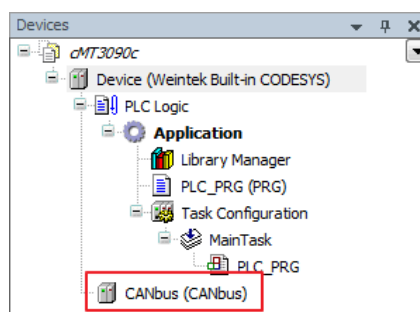 Devices
cMT3090c
Device (Weintek Built-in CODESYS)
PLC Logic
Application
Library Manager
PLC_PRG (PRG)
Task Configuration
MainTask
PLC_PRG
CANbus (CANbus)